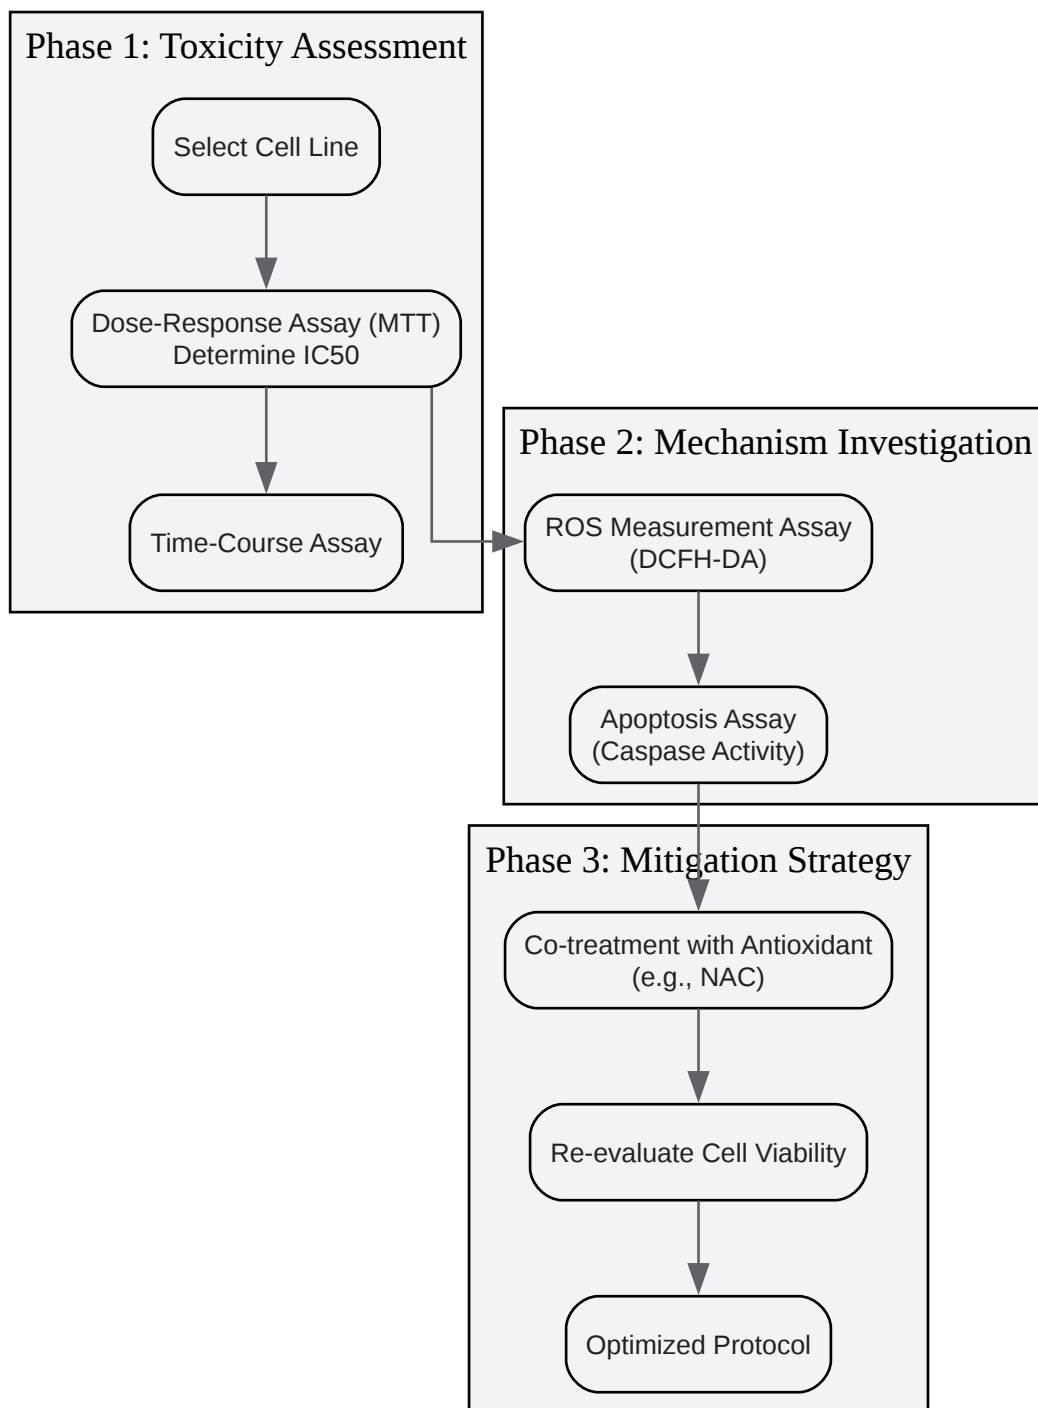 Phase 1: Toxicity Assessment
Select Cell Line
Dose-Response Assay (MTT)
Determine IC50
Time-Course Assay
Phase 2: Mechanism Investigation
ROS Measurement Assay
(DCFH-DA)
Apoptosis Assay
(Caspase Activity)
Phase 3: Mitigation Strategy
Co-treatment with Antioxidant
(e.g., NAC)
Re-evaluate Cell Viability
Optimized Protocol